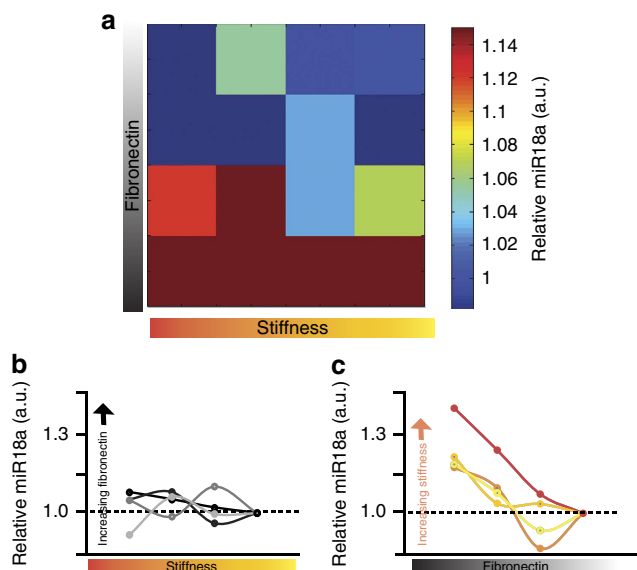 a
Fibronectin
1.14
1.12
1.1
1.08
1.06
1.04
1.02
1
Relative miR18a (a.u.)
Stiffness
b
Relative miR18a (a.u.)
1.3
1.0
Increasing fibronectin
Stiffness
c
Relative miR18a (a.u.)
1.3
1.0
Increasing stiffness
Fibronectin